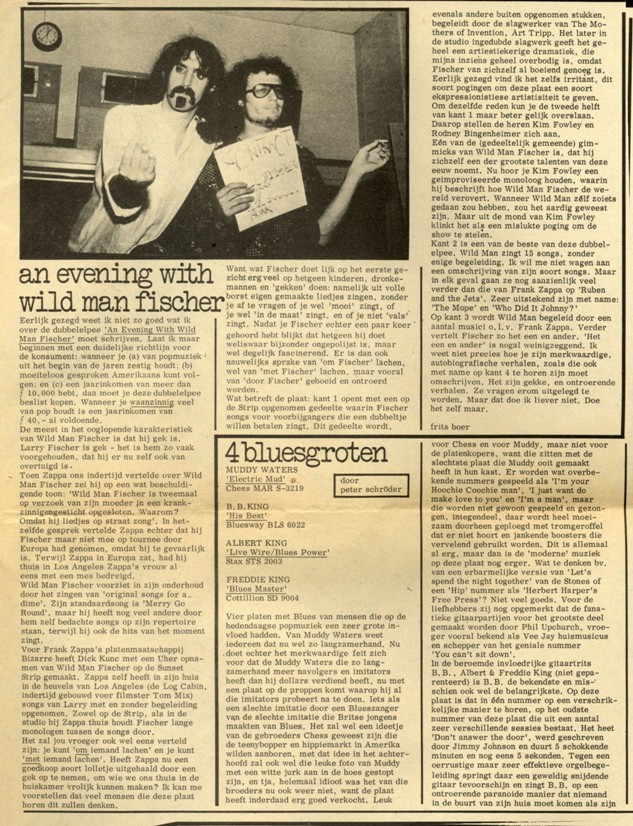 SUNNY
an evening with
wild man fischer
Eerlijk gezegd weet ik niet zo goed wat ik
over de dubbelelpee 'An Evening With Wild
Man Fischer' moet schrijven. Laat ik maar
beginnen met een duidelijke richtlijn voor
de konsument: wanneer je (a) van popmuziek
uit het begin van de jaren zestig houdt; (b)
moeiteloos gesproken Amerikaans kunt vol-
gen; en (c) een jaarinkomen van meer dan
ƒ 10.000 hebt, dan moet je deze dubbelelpee
beslist kopen. Wanneer je waanzinnig veel
van pop houdt is een jaarinkomen van
ƒ 40,- al voldoende.
De meest in het ooglopende karakteristiek
van Wild Man Fischer is dat hij gek is.
Larry Fischer is gek - het is hem zo vaak
voorgehouden, dat hij er nu zelf ook van
overtuigd is.
Toen Zappa ons indertijd vertelde over Wild
Man Fischer zei hij op een wat beschuldi-
gende toon: 'Wild Man Fischer is tweemaal
op verzoek van zijn moeder in een krank-
zinnigengesticht opgesloten. Waarom?
Omdat hij liedjes op straat zong'. In het-
zelfde gesprek vertelde Zappa echter dat hij
Fischer maar niet mee op tournee door
Europa had genomen, omdat hij te gevaarlijk
is. Terwijl Zappa in Europa zat, had hij
thuis in Los Angeles Zappa's vrouw al
eens met een mes bedreigd.
Wild Man Fischer voorziet in zijn onderhoud
door het zingen van 'original songs for a
dime'. Zijn standaardsong is 'Merry Go
Round', maar hij heeft nog veel andere door
hem zelf bedachte songs op zijn repertoire
staan, terwijl hij ook de hits van het moment
zingt.
Voor Frank Zappa's platenmaatschappij
Bizarre heeft Dick Kunc met een Uher opna-
men van Wild Man Fischer op de Sunset
Strip gemaakt. Zappa zelf heeft in zijn huis
in de heuvels van Los Angeles (de Log Cabin,
indertijd gebouwd voor filmster Tom Mix)
songs van Larry met en zonder begeleiding
opgenomen. Zowel op de Strip, als in de
studio bij Zappa thuis houdt Fischer lange
monologen tussen de songs door.
Het zal jou vroeger ook wel eens verteld
zijn: je kunt 'om iemand lachen' en je kunt
'met iemand lachen'. Heeft Zappa nu een
goedkoop soort lolletje uitgehaald door een
gek op te nemen, om wie we ons thuis in de
huiskamer vrolijk kunnen maken? Ik kan me
voorstellen dat veel mensen die deze plaat
horen dit zullen denken.
Want wat Fischer doet lijk op het eerste ge-
zicht erg veel op hetgeen kinderen, dronke-
mannen en 'gekken' doen: namelijk uit volle
borst eigen gemaakte liedjes zingen, zonder
je af te vragen of je wel 'mooi' zingt, of
je wel 'in de maat' zingt, en of je niet 'vals'
zingt. Nadat je Fischer echter een paar keer
gehoord hebt blijkt dat hetgeen hij doet
weliswaar bijzonder ongopolijst is, maar
wel degelijk fascinerend. Er is dan ook
nauwelijks sprake van 'om Fischer' lachen,
wel van 'met Fischer' lachen, maar vooral
van 'door Fischer' geboeid en ontroerd
worden.
Wat betreft de plaat: kant 1 opent met een op
de Strip opgenomen gedeelte waarin Fischer
songs voor voorbijgangers die een dubbeltje
willen betalen zingt. Dit gedeelte wordt,
evenals andere buiten opgenomen stukken,
begeleidt door de slagwerker van The Mo-
thers of Invention, Art Tripp. Het later in
de studio ingedubde slagwerk geeft het ge-
heel een artiestiekerige dramatiek, die
mijns inziens geheel overbodig is, omdat
Fischer van zichzelf al boeiend genoeg is.
Eerlijk gezegd vind ik het zelfs irritant, dit
soort pogingen om deze plaat een soort
ekspressionistiese artistisiteit te geven.
Om dezelfde reden kun je de tweede helft
van kant 1 maar beter gelijk overslaan.
Daarop stellen de heren Kim Fowley en
Rodney Bingenheimer zich aan.
Eén van de (gedeeltelijk gemeende) gim-
micks van Wild Man Fischer is, dat hij
zichzelf een der grootste talenten van deze
eeuw noemt. Nu hoor je Kim Fowley een
geimproviseerde monoloog houden, waarin
hij beschrijft hoe Wild Man Fischer de we-
reld verovert. Wanneer Wild Man zélf zoiets
gedaan zou hebben, zou het aardig geweest
zijn. Maar uit de mond van Kim Fowley
klinkt het als een mislukte poging om de
show te stelen.
Kant 2 is een van de beste van deze dubbel-
elpee. Wild Man zingt 15 songs, zonder
enige begeleiding. Ik wil me niet wagen aan
een omschrijving van zijn soort songs. Maar
in elk geval gaan ze nog aanzienlijk veel
verder dan die van Frank Zappa op 'Ruben
and the Jets'. Zeer uitstekend zijn met name:
'The Mope' en 'Who Did It Johnny?'
Op kant 3 wordt Wild Man begeleid door een
aantal musici o.l.v. Frank Zappa. Verder
vertelt Fischer zo het een en ander. 'Het
een en ander' is nogal veinigzeggend. Ik
weet niet precies hoe je zijn merkwaardige,
autobiografische verhalen, zoals die ook
met name op kant 4 te horen zijn moet
omschrijven. Het zijn gekke, en ontroerende
verhalen. Ze vragen erom uitgelegd te
worden. Maar dat doe ik liever niet. Doe
het zelf maar.
frits boer
4 bluesgroten
door
peter schröder
MUDDY WATERS
'Electric Mud'
Chess MAR S-3219
B.B. KING
'His Best'
Bluesway BLS 6022
ALBERT KING
'Live Wire/Blues Power'
Stax STS 2003
FREDDIE KING
'Blues Master'
Cottillion SD 9004
Vier platen met Blues van mensen die op de
hedendaagse popmuziek een zeer grote in-
vloed hadden. Van Muddy Waters weet
iedereen dat nu wel zo langzamerhand. Nu
doet echter het merkwaardige feit zich
voor dat de Muddy Waters die zo lang-
zamerhand meer navolgers en imitators
heeft dan hij dollars verdiend heeft, nu met
een plaat op de proppen komt waarop hij al
die imitators probeert na te doen. Iets als
een slechte imitatie door een Blueszanger
van de slechte imitatie die Britse jongens
maakten van Blues. Het zal wel een ideetje
van de gebroeders Chess geweest zijn die
de teenybopper en hippiemarkt in Amerika
wilden aanboren, met dat idee in het achter-
hoofd zal ook wel die leuke foto van Muddy
met een witte jurk aan in de hoes gestopt
zijn, en tja, helemaal idioot was het van die
broeders nu ook weer niet, want de plaat
heeft inderdaad erg goed verkocht. Leuk
voor Chess en voor Muddy, maar niet voor
de platenkopers, want die zitten met de
slechtste plaat die Muddy ooit gemaakt
heeft in hun kast. Er worden wat overbe-
kende nummers gespeeld als 'I'm your
Hoochie Coochie man', 'I just want do
make love to you' en 'I'm a man', maar
die worden niet gewoon gespeeld en gezon-
gen, integendeel, daar wordt heel moei-
zaam doorheen geploegd met tromgeroffel
dat er niet hoort en jankende boosters die
vervelend gebruikt worden. Dit is allemaal
al erg, maar dan is de 'moderne' muziek
op deze plaat nog erger. Wat te denken bv.
van een erbarmelijke versie van 'Let's
spend the night together' van de Stones of
een 'Hip' nummer als 'Herbert Harper's
Free Press'? Niet veel goeds. Voor de
liefhebbers zij nog opgemerkt dat de fana-
tieke gitaarpartijen voor het grootste deel
gemaakt worden door Phil Upchurch, vroe-
ger vooral bekend als Vee Jay huismusicus
en schepper van het geniale nummer
'You can't sit down'.
In de beroemde invloedrijke gitaartrits
B.B., Albert & Freddie King (niet gepa-
renteerd) is B.B. de bekendste en mis-
schien ook wel de belangrijkste. Op deze
plaat is dat in één nummer op een verschrik-
kelijke manier te horen, op het oudste
nummer van deze plaat die uit een aantal
zeer verschillende sessies bestaat. Het heet
'Don't answer the door', werd geschreven
door Jimmy Johnson en duurt 5 schokkende
minuten en nog eens 5 sekonden. Tegen een
oerrustige maar zeer effektieve orgelbege-
leiding springt daar een geweldig snijdende
gitaar tevoorschijn en zingt B.B. op een
ontroerende paranoide manier dat niemand
in de buurt van zijn huis moet komen als zijn